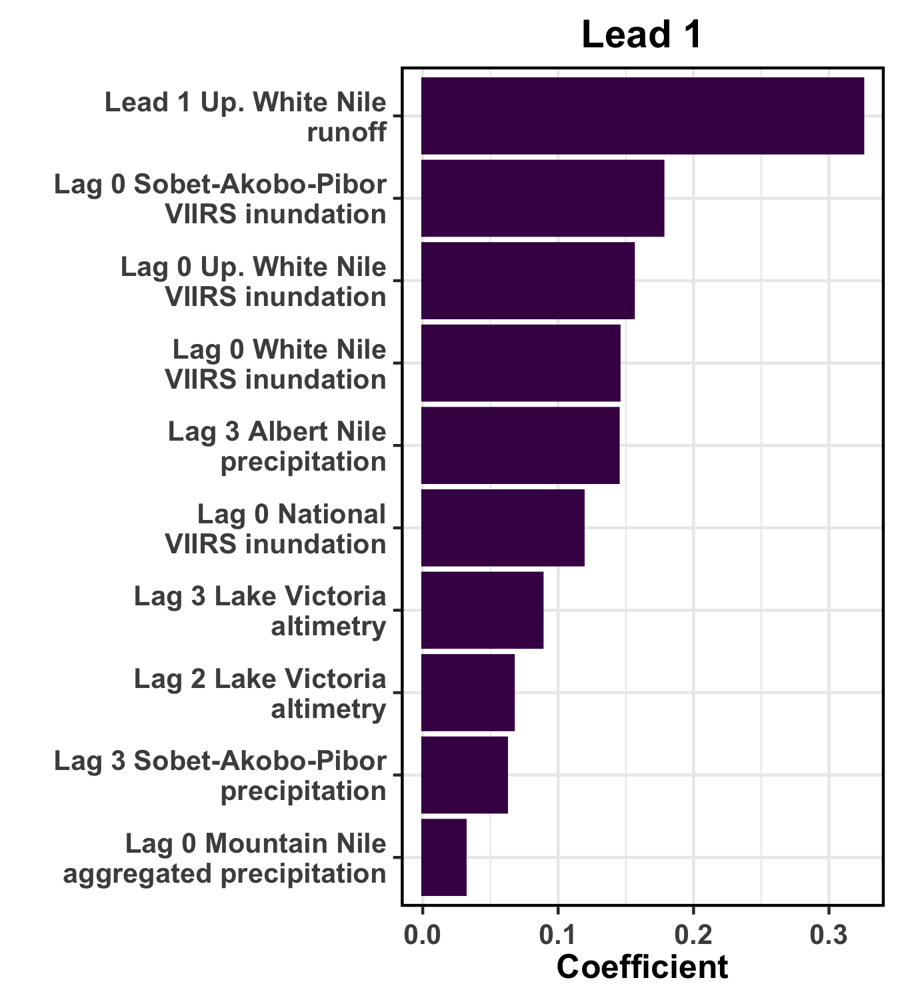 Lead 1
Lead 1 Up. White Nile
runoff
Lag 0 Sobet-Akobo-Pibor
VIIRS inundation
Lag 0 Up. White Nile
VIIRS inundation
Lag 0 White Nile
VIIRS inundation
Lag 3 Albert Nile
precipitation
Lag 0 National
VIIRS inundation
Lag 3 Lake Victoria
altimetry
Lag 2 Lake Victoria
altimetry
Lag 3 Sobet-Akobo-Pibor
precipitation
Lag 0 Mountain Nile
aggregated precipitation
0.0 0.1 0.2 0.3
Coefficient